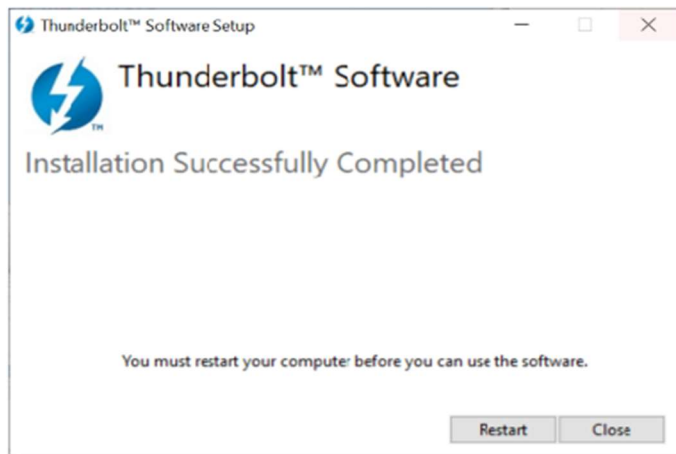 Thunderbolt™ Software Setup
Thunderbolt™ Software
TM
Installation Successfully Completed
You must restart your computer before you can use the software.
Restart Close